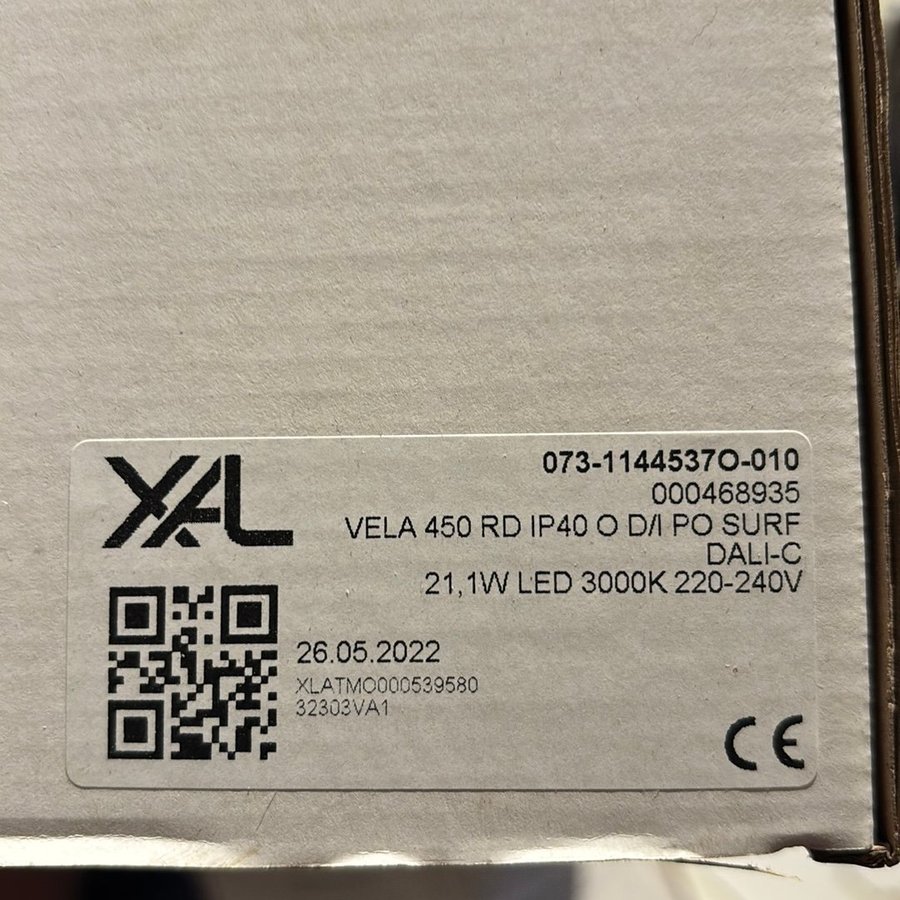 XAL
073-1144537O-010
000468935
VELA 450 RD IP40 O D/I PO SURF
DALI-C
21,1W LED 3000K 220-240V
26.05.2022
XLATMO000539580
32303VA1
CE